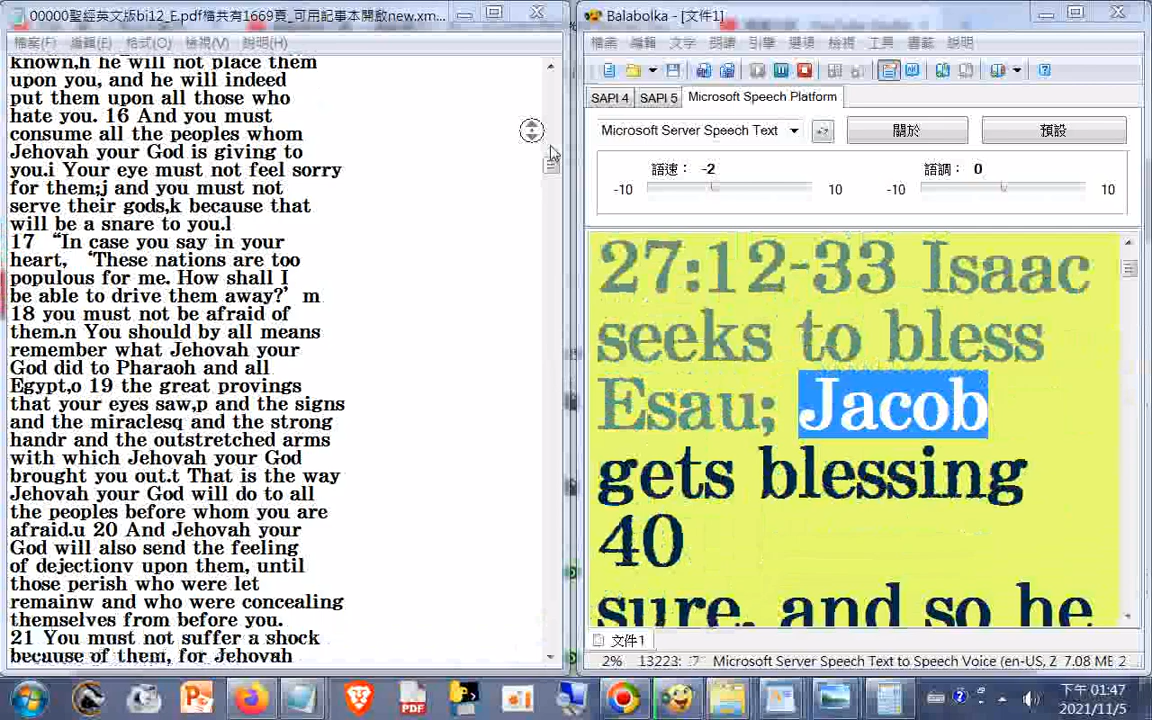 00000聖經英文版bi12_E.pdf檔共有1669頁_可用記事本開啟new.xm...
檔案(F) 編輯(E) 格式(O) 檢視(V) 說明(H)
known,h he will not place them
upon you, and he will indeed
put them upon all those who
hate you. 16 And you must
consume all the peoples whom
Jehovah your God is giving to
you.i Your eye must not feel sorry
for them;j and you must not
serve their gods,k because that
will be a snare to you.l
17 “In case you say in your
heart, ‘These nations are too
populous for me. How shall I
be able to drive them away?’ m
18 you must not be afraid of
them.n You should by all means
remember what Jehovah your
God did to Pharaoh and all
Egypt,o 19 the great provings
that your eyes saw,p and the signs
and the miraclesq and the strong
handr and the outstretched arms
with which Jehovah your God
brought you out.t That is the way
Jehovah your God will do to all
the peoples before whom you are
afraid.u 20 And Jehovah your
God will also send the feeling
of dejectionv upon them, until
those perish who were let
remainw and who were concealing
themselves from before you.
21 You must not suffer a shock
because of them, for Jehovah
Balabolka - [文件1]
檔案 編輯 文字 朗讀 引擎 選項 檢視 工具 書籤 說明
SAPI 4 SAPI 5 Microsoft Speech Platform
Microsoft Server Speech Text 關於 預設
語速： -2 語調： 0
-10 10 -10 10
27:12-33 Isaac
seeks to bless
Esau; Jacob
gets blessing
40
sure, and so he
文件1
2% 13223: Microsoft Server Speech Text to Speech Voice (en-US, Z 7.08 MB 2
PDF
下午 01:47
2021/11/5